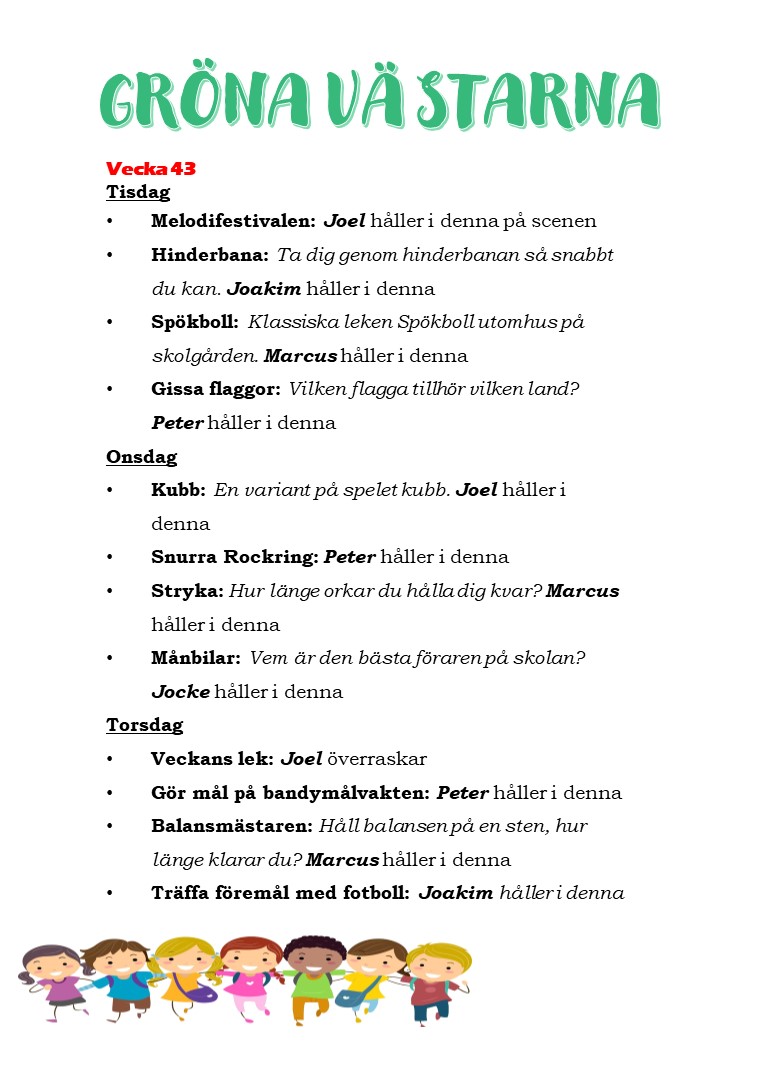 GRÖNA VÄ STARNA
Vecka 43
Tisdag
• Melodifestivalen: Joel håller i denna på scenen
• Hinderbana: Ta dig genom hinderbanan så snabbt
du kan. Joakim håller i denna
• Spökboll: Klassiska leken Spökboll utomhus på
skolgården. Marcus håller i denna
• Gissa flaggor: Vilken flagga tillhör vilken land?
Peter håller i denna
Onsdag
• Kubb: En variant på spelet kubb. Joel håller i
denna
• Snurra Rockring: Peter håller i denna
• Stryka: Hur länge orkar du hålla dig kvar? Marcus
håller i denna
• Månbilar: Vem är den bästa föraren på skolan?
Jocke håller i denna
Torsdag
• Veckans lek: Joel överraskar
• Gör mål på bandymålvakten: Peter håller i denna
• Balansmästaren: Håll balansen på en sten, hur
länge klarar du? Marcus håller i denna
• Träffa föremål med fotboll: Joakim håller i denna